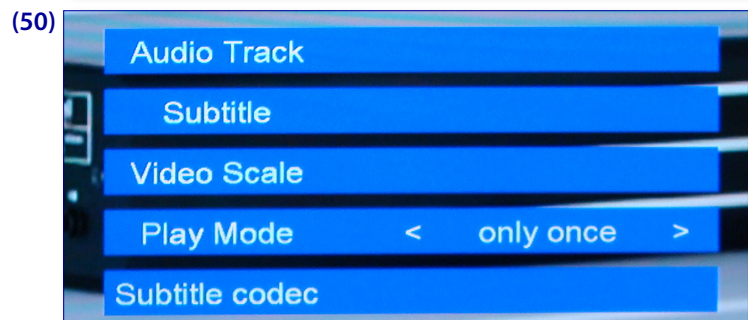 (50)
Audio Track
Subtitle
Video Scale
Play Mode < only once >
Subtitle codec